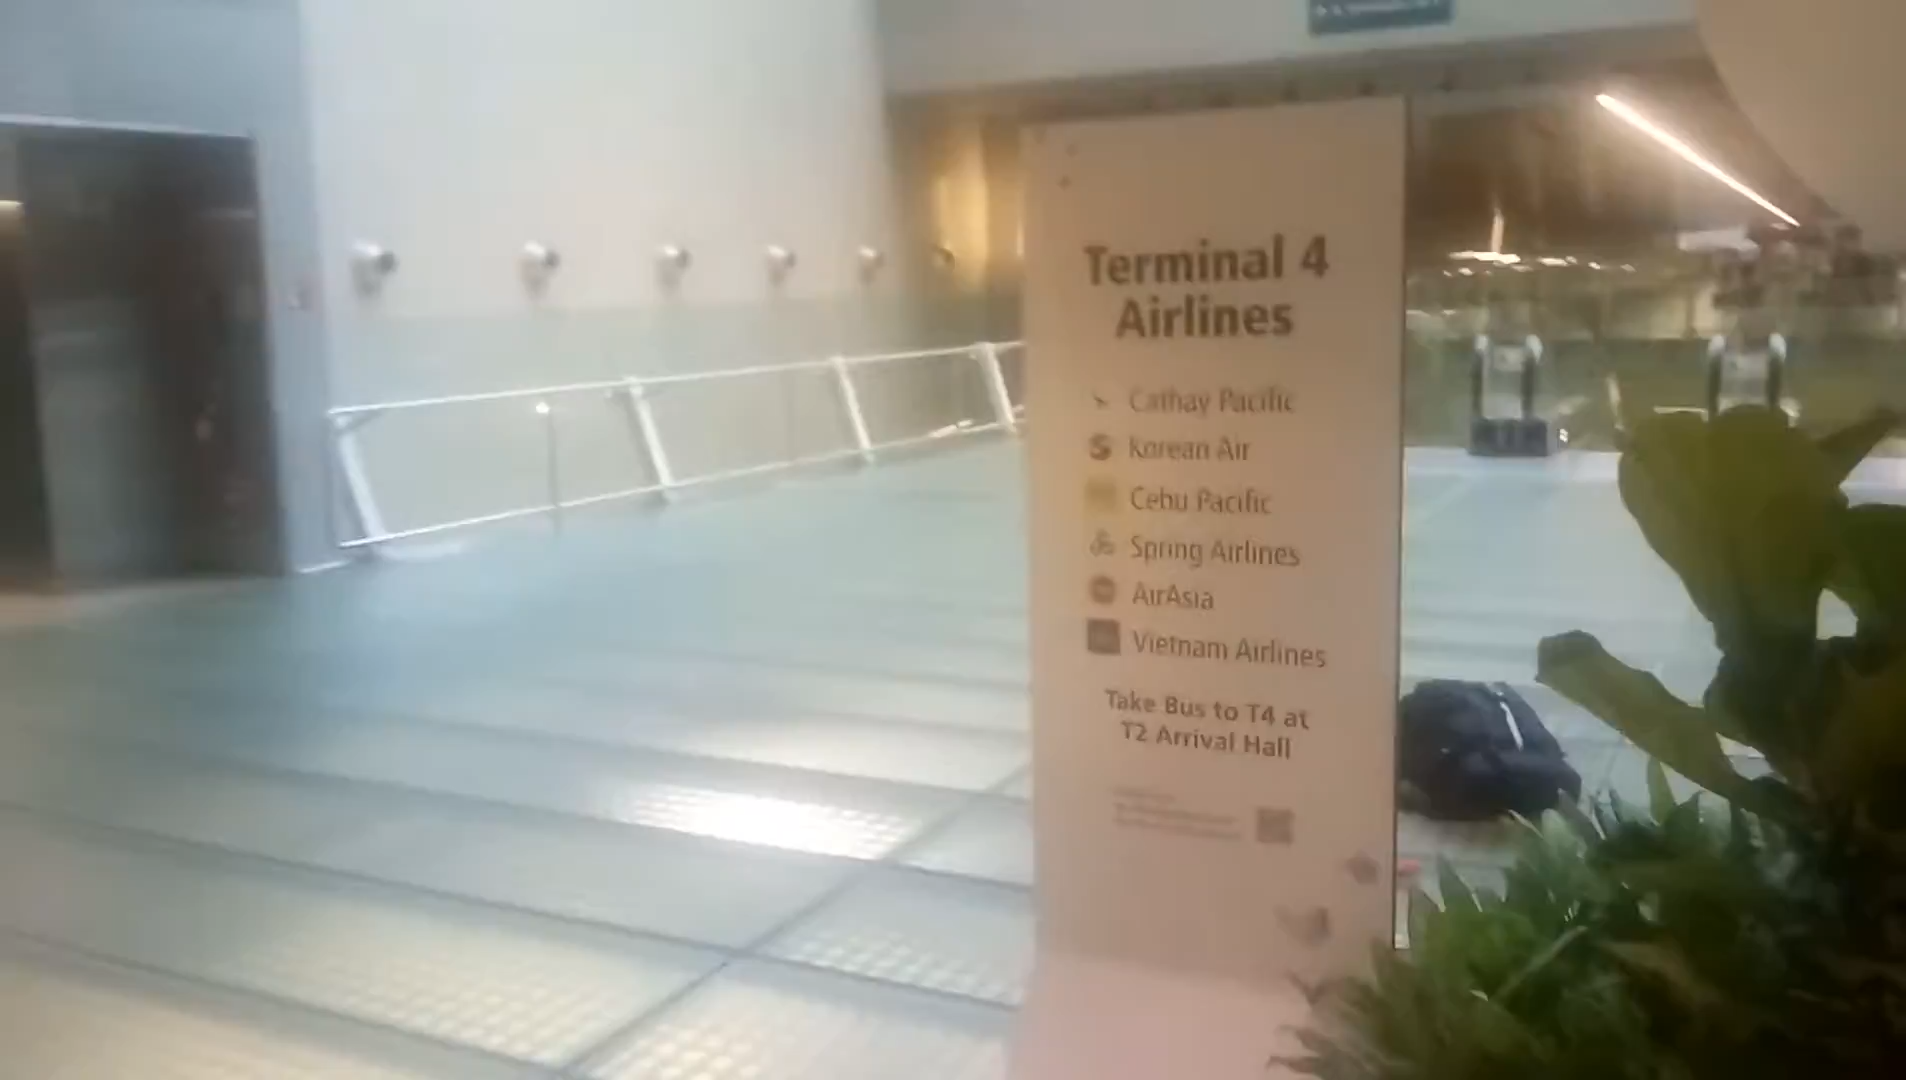 Terminal 4
Airlines
Cathay Pacific
Korean Air
Cebu Pacific
Spring Airlines
AirAsia
Vietnam Airlines
Take Bus to T4 at
T2 Arrival Hall